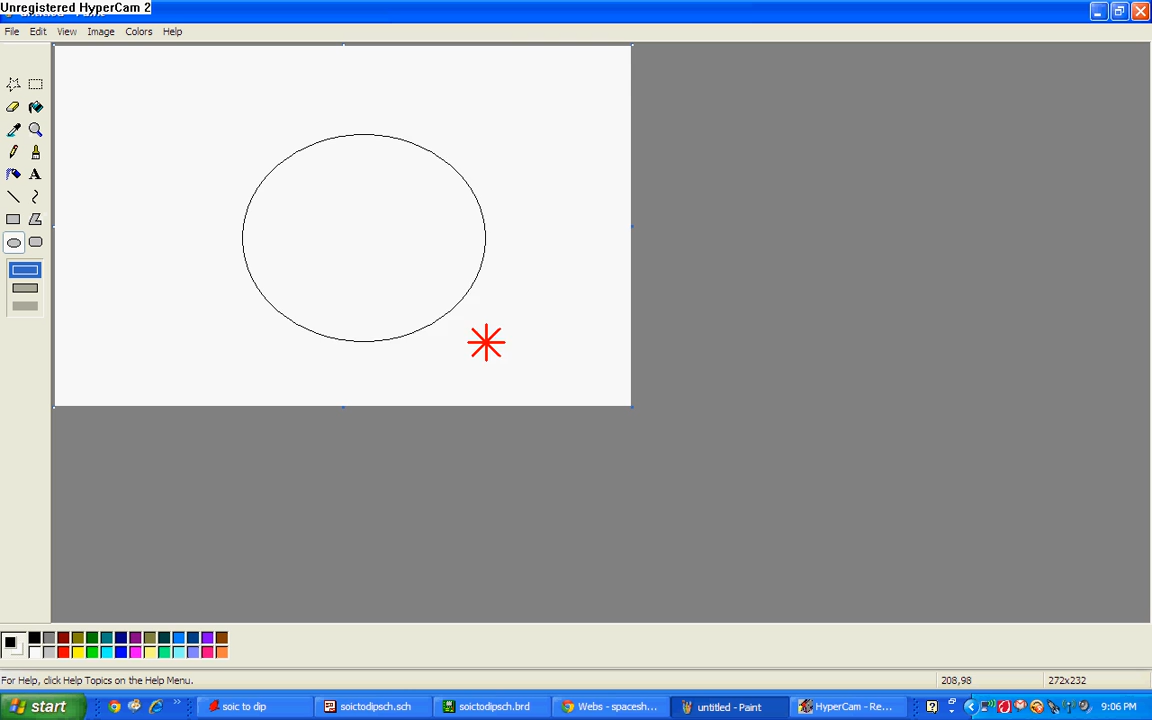 Unregistered HyperCam 2
File Edit View Image Colors Help
A
For Help, click Help Topics on the Help Menu. 208,98 272x232
start soic to dip soictodipsch.sch soictodipsch.brd Webs - spacesh... untitled - Paint HyperCam - Re... 9:06 PM